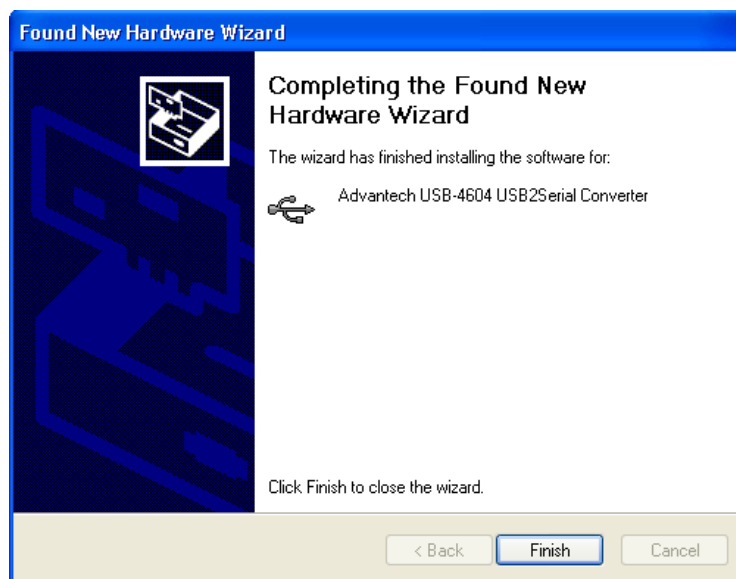 Found New Hardware Wizard
Completing the Found New
Hardware Wizard
The wizard has finished installing the software for:
Advantech USB-4604 USB2Serial Converter
Click Finish to close the wizard.
< Back
Finish
Cancel